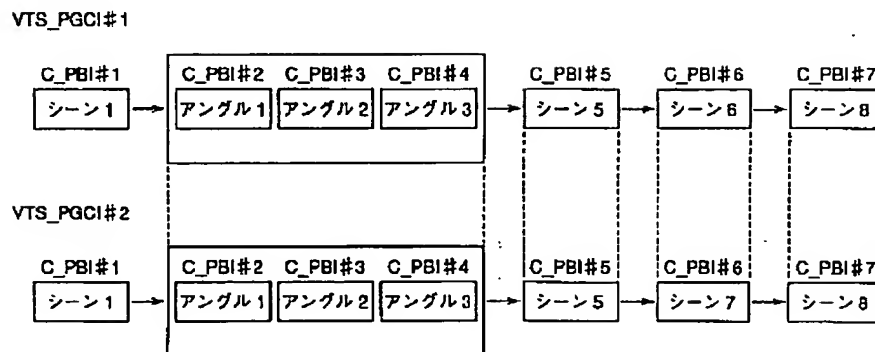 VTS_PGCI#1
C_PBI#1 C_PBI#2 C_PBI#3 C_PBI#4 C_PBI#5 C_PBI#6 C_PBI#7
シーン1 アングル1 アングル2 アングル3 シーン5 シーン6 シーン8
VTS_PGCI#2
C_PBI#1 C_PBI#2 C_PBI#3 C_PBI#4 C_PBI#5 C_PBI#6 C_PBI#7
シーン1 アングル1 アングル2 アングル3 シーン5 シーン7 シーン8